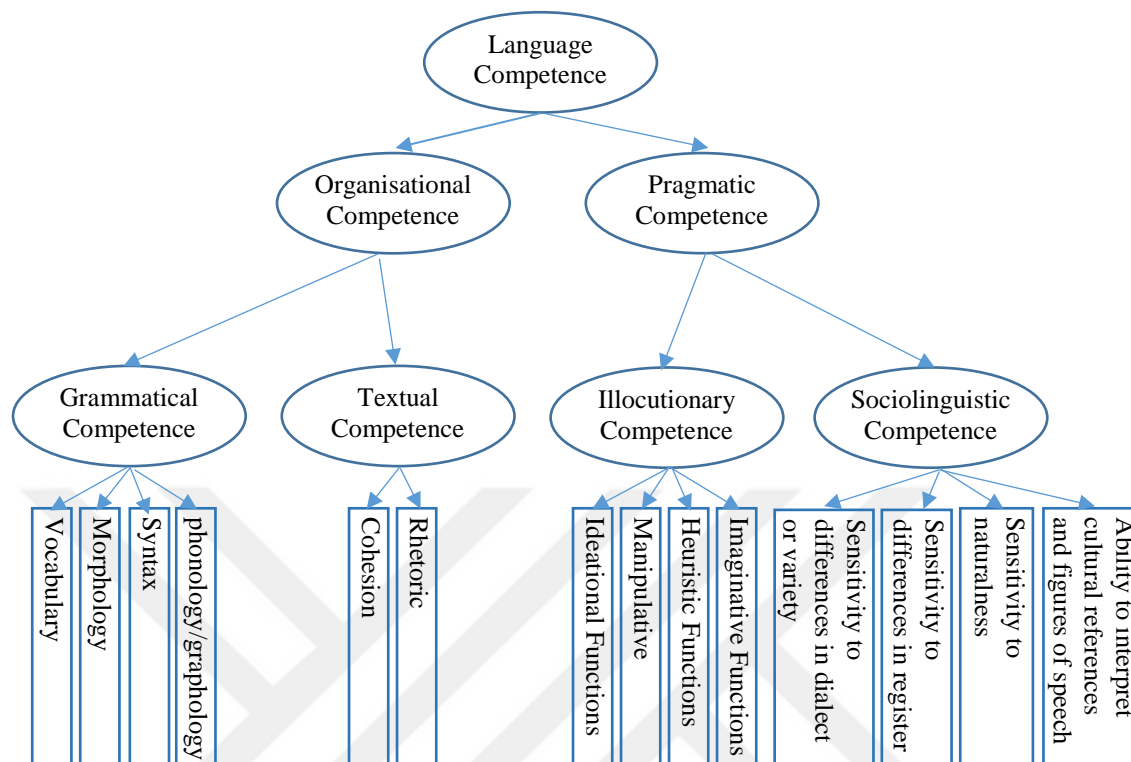 Language
Competence
Organisational
Competence
Pragmatic
Competence
Grammatical
Competence
Textual
Competence
Illocutionary
Competence
Sociolinguistic
Competence
Vocabulary
Morphology
Syntax
phonology/graphology
Cohesion
Rhetoric
Ideational Functions
Manipulative
Heuristic Functions
Imaginative Functions
Sensitivity to
differences in dialect
or variety
Sensitivity to
differences in register
Sensitivity to
naturalness
Ability to interpret
cultural references
and figures of speech